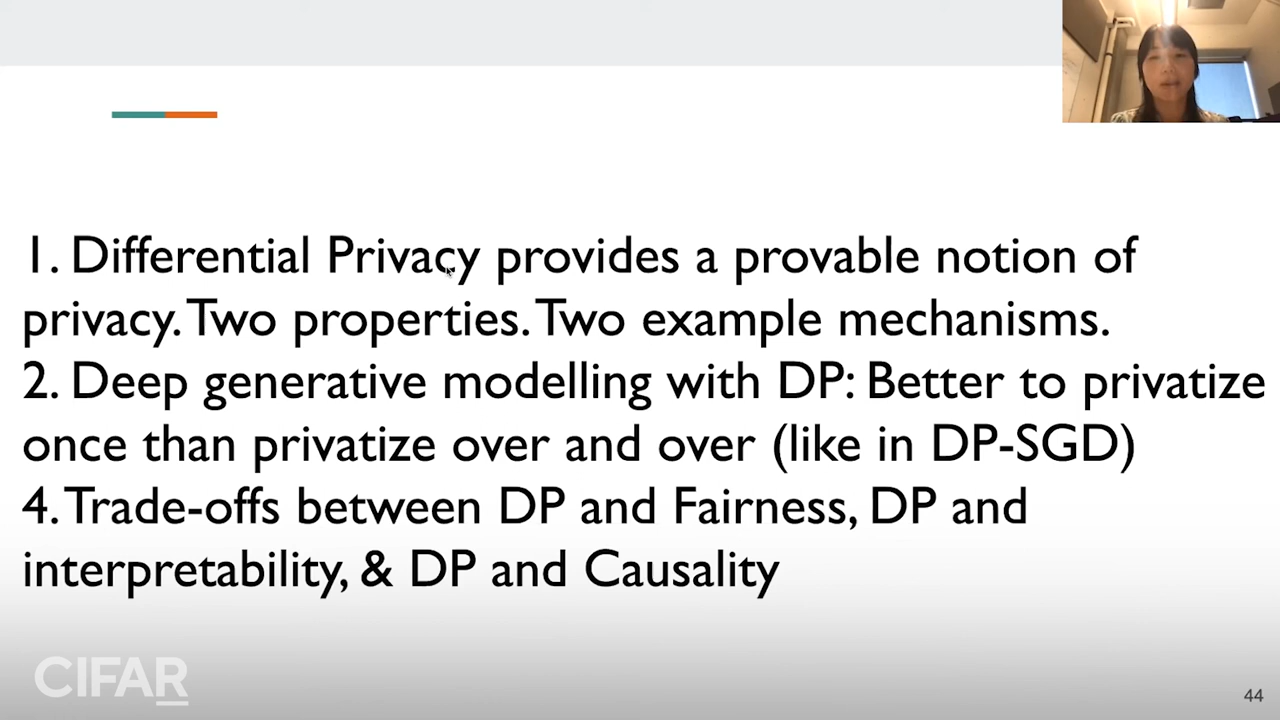 1. Differential Privacy provides a provable notion of
privacy. Two properties. Two example mechanisms.
2. Deep generative modelling with DP: Better to privatize
once than privatize over and over (like in DP-SGD)
4. Trade-offs between DP and Fairness, DP and
interpretability, & DP and Causality
CIFAR
44